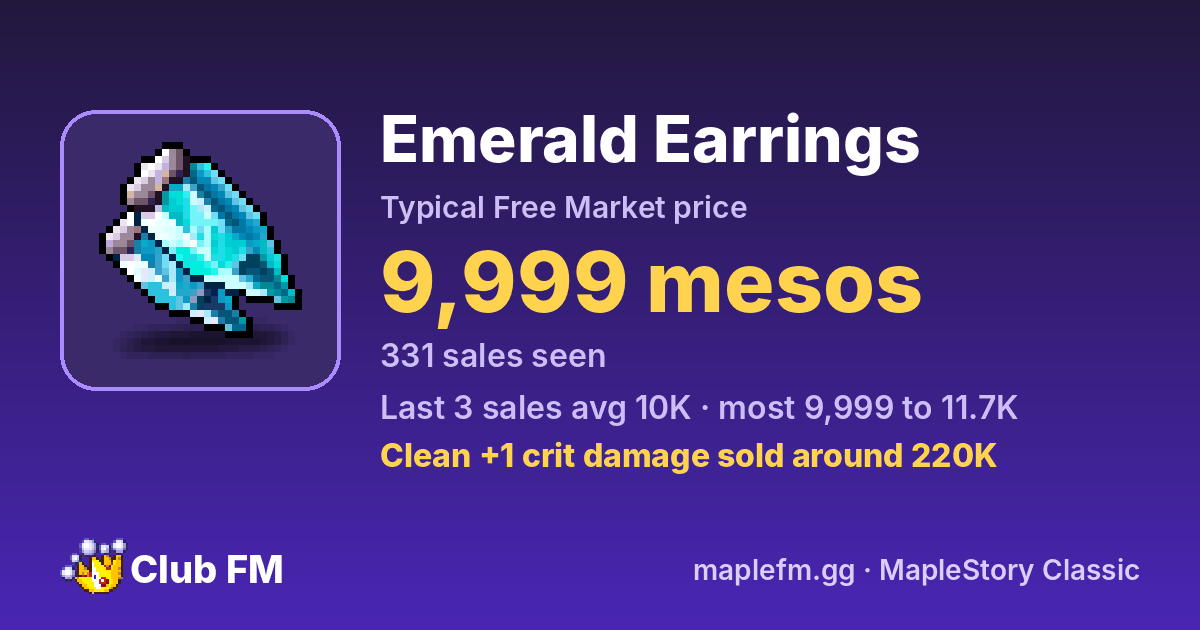 Emerald Earrings
Typical Free Market price
9,999 mesos
331 sales seen
Last 3 sales avg 10K · most 9,999 to 11.7K
Clean +1 crit damage sold around 220K
Club FM
maplefm.gg · MapleStory Classic